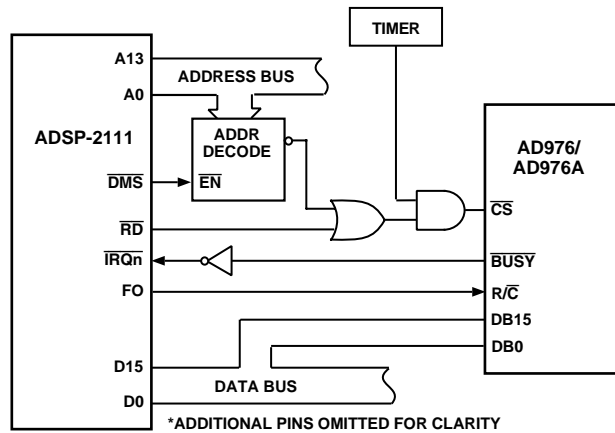 TIMER
A13
ADDRESS BUS
A0
ADSP-2111
ADDR
DECODE
AD976/
AD976A
DMS
EN
CS
RD
IRQn
BUSY
FO
R/C
DB15
DB0
D15
DATA BUS
D0
*ADDITIONAL PINS OMITTED FOR CLARITY